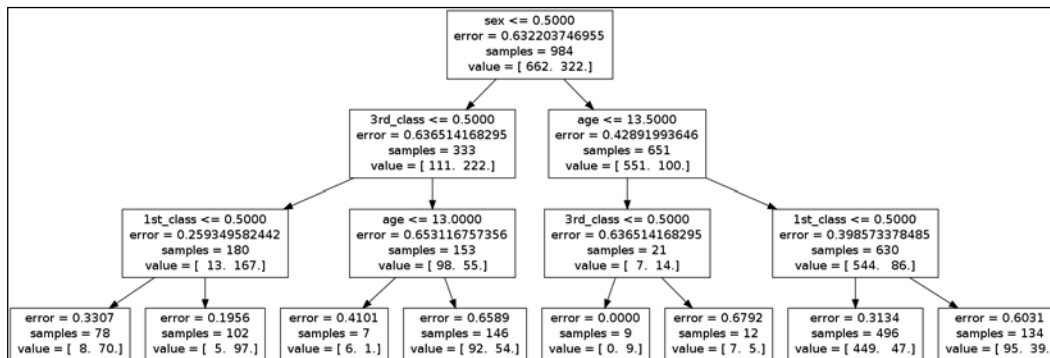 sex <= 0.5000
error = 0.632203746955
samples = 984
value = [ 662. 322.]
3rd_class <= 0.5000
error = 0.636514168295
samples = 333
value = [ 111. 222.]
age <= 13.5000
error = 0.42891993646
samples = 651
value = [ 551. 100.]
1st_class <= 0.5000
error = 0.259349582442
samples = 180
value = [ 13. 167.]
age <= 13.0000
error = 0.653116757356
samples = 153
value = [ 98. 55.]
3rd_class <= 0.5000
error = 0.636514168295
samples = 21
value = [ 7. 14.]
1st_class <= 0.5000
error = 0.398573378485
samples = 630
value = [ 544. 86.]
error = 0.3307
samples = 78
value = [ 8. 70.]
error = 0.1956
samples = 102
value = [ 5. 97.]
error = 0.4101
samples = 7
value = [ 6. 1.]
error = 0.6589
samples = 146
value = [ 92. 54.]
error = 0.0000
samples = 9
value = [ 0. 9.]
error = 0.6792
samples = 12
value = [ 7. 5.]
error = 0.3134
samples = 496
value = [ 449. 47.]
error = 0.6031
samples = 134
value = [ 95. 39.